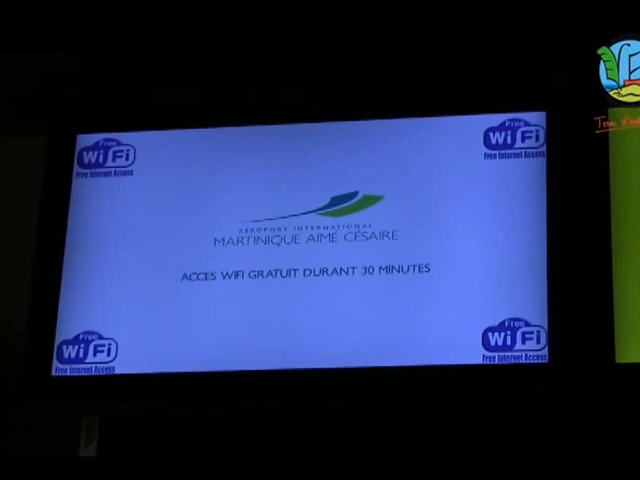 Free
WiFi
Free Internet Access
Free
WiFi
Free Internet Access
AÉROPORT INTERNATIONAL
MARTINIQUE AIMÉ CÉSAIRE
ACCES WIFI GRATUIT DURANT 30 MINUTES
Free
WiFi
Free Internet Access
Free
WiFi
Free Internet Access